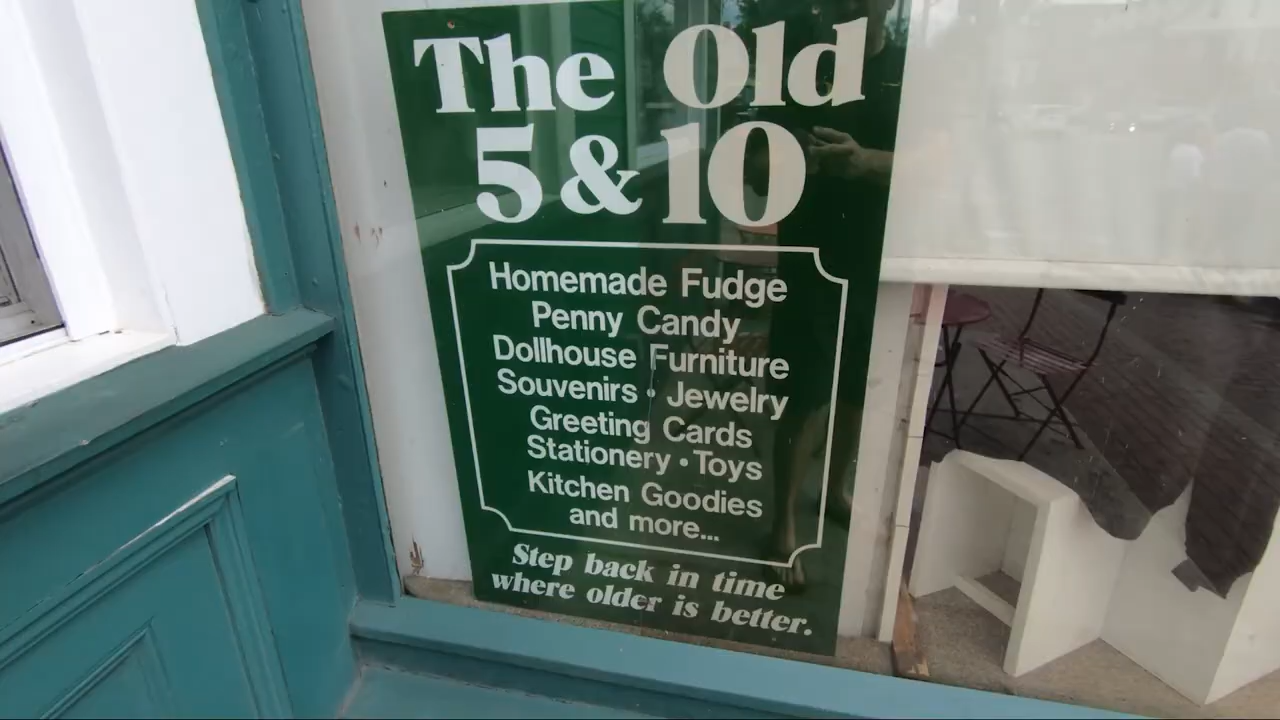 The Old
5 & 10
Homemade Fudge
Penny Candy
Dollhouse Furniture
Souvenirs • Jewelry
Greeting Cards
Stationery • Toys
Kitchen Goodies
and more...
Step back in time
where older is better.